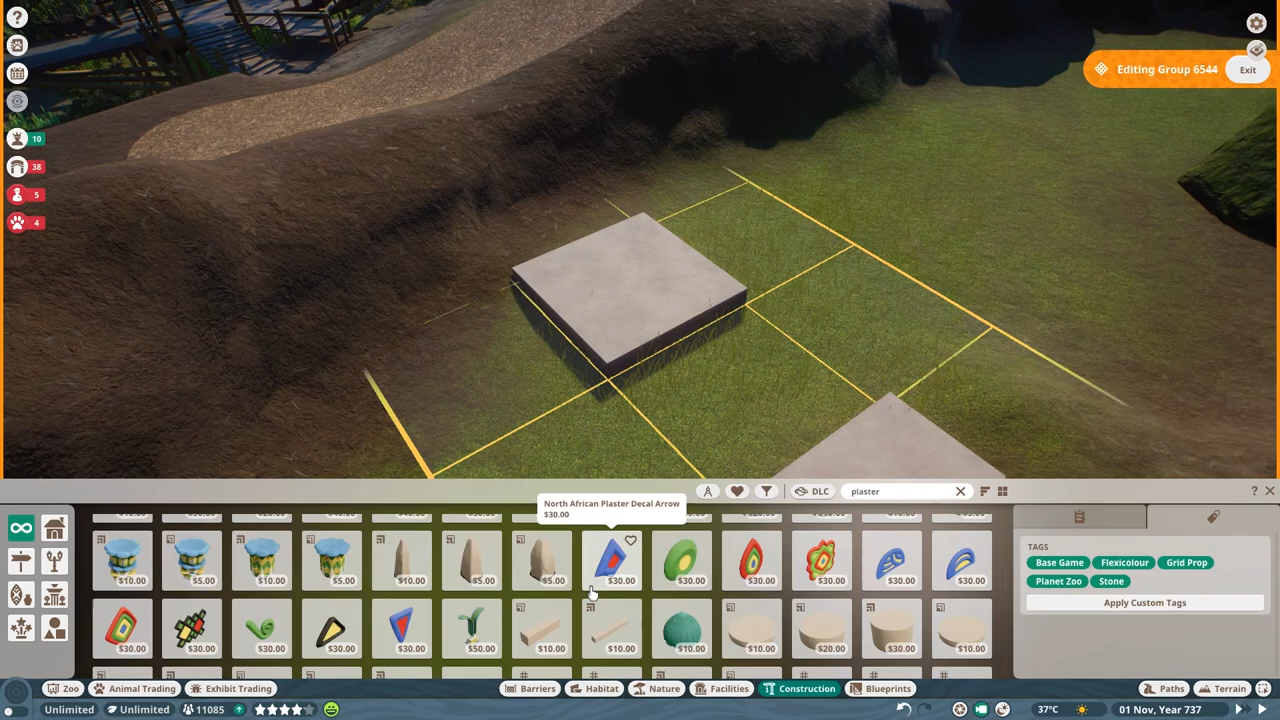 ?
Editing Group 6544
Exit
10
38
5
4
DLC
plaster
?
North African Plaster Decal Arrow
$30.00
$10.00
$5.00
$10.00
$5.00
$10.00
$5.00
$5.00
$30.00
$30.00
$30.00
$30.00
$30.00
$30.00
$30.00
$30.00
$30.00
$30.00
$30.00
$50.00
$10.00
$10.00
$10.00
$10.00
$20.00
$30.00
$10.00
TAGS
Base Game
Flexicolour
Grid Prop
Planet Zoo
Stone
Apply Custom Tags
Zoo
Animal Trading
Exhibit Trading
Barriers
Habitat
Nature
Facilities
Construction
Blueprints
Paths
Terrain
Unlimited
Unlimited
11085
37°C
01 Nov, Year 737